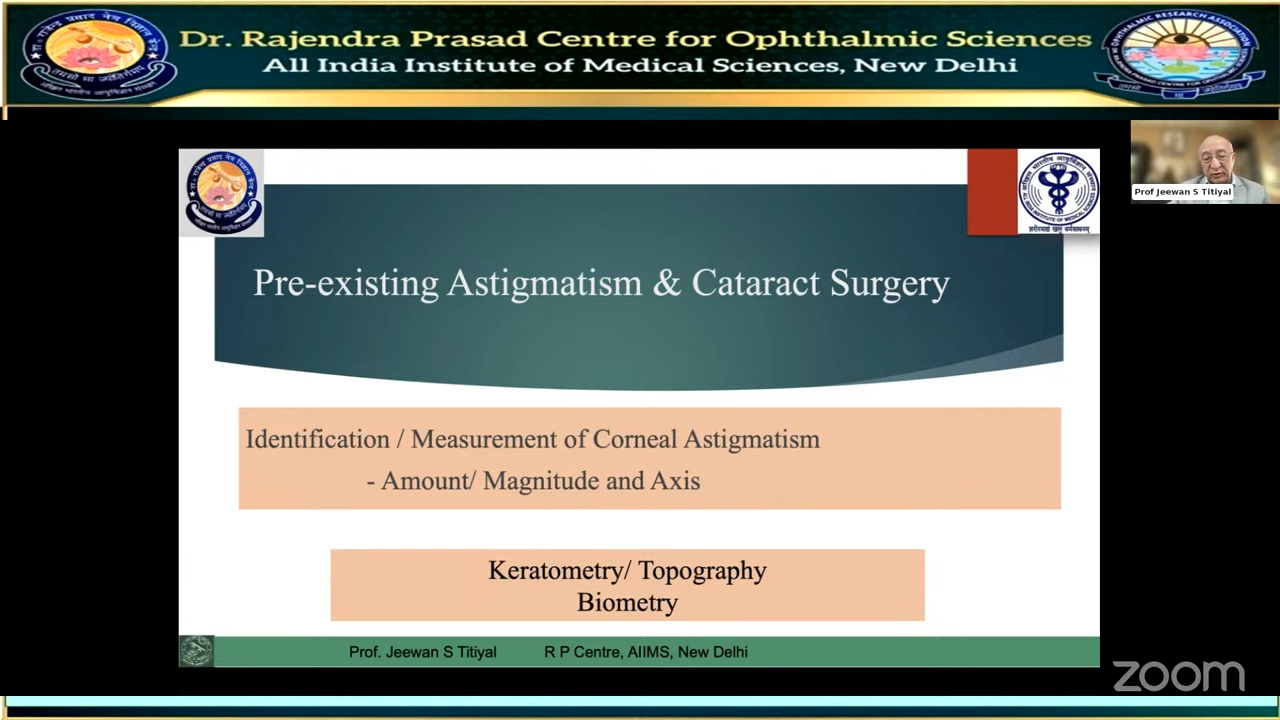 Dr. Rajendra Prasad Centre for Ophthalmic Sciences
All India Institute of Medical Sciences, New Delhi
Prof Jeewan S Titiyal
Pre-existing Astigmatism & Cataract Surgery
Identification / Measurement of Corneal Astigmatism
- Amount/ Magnitude and Axis
Keratometry/ Topography
Biometry
Prof. Jeewan S Titiyal R P Centre, AIIMS, New Delhi
zoom